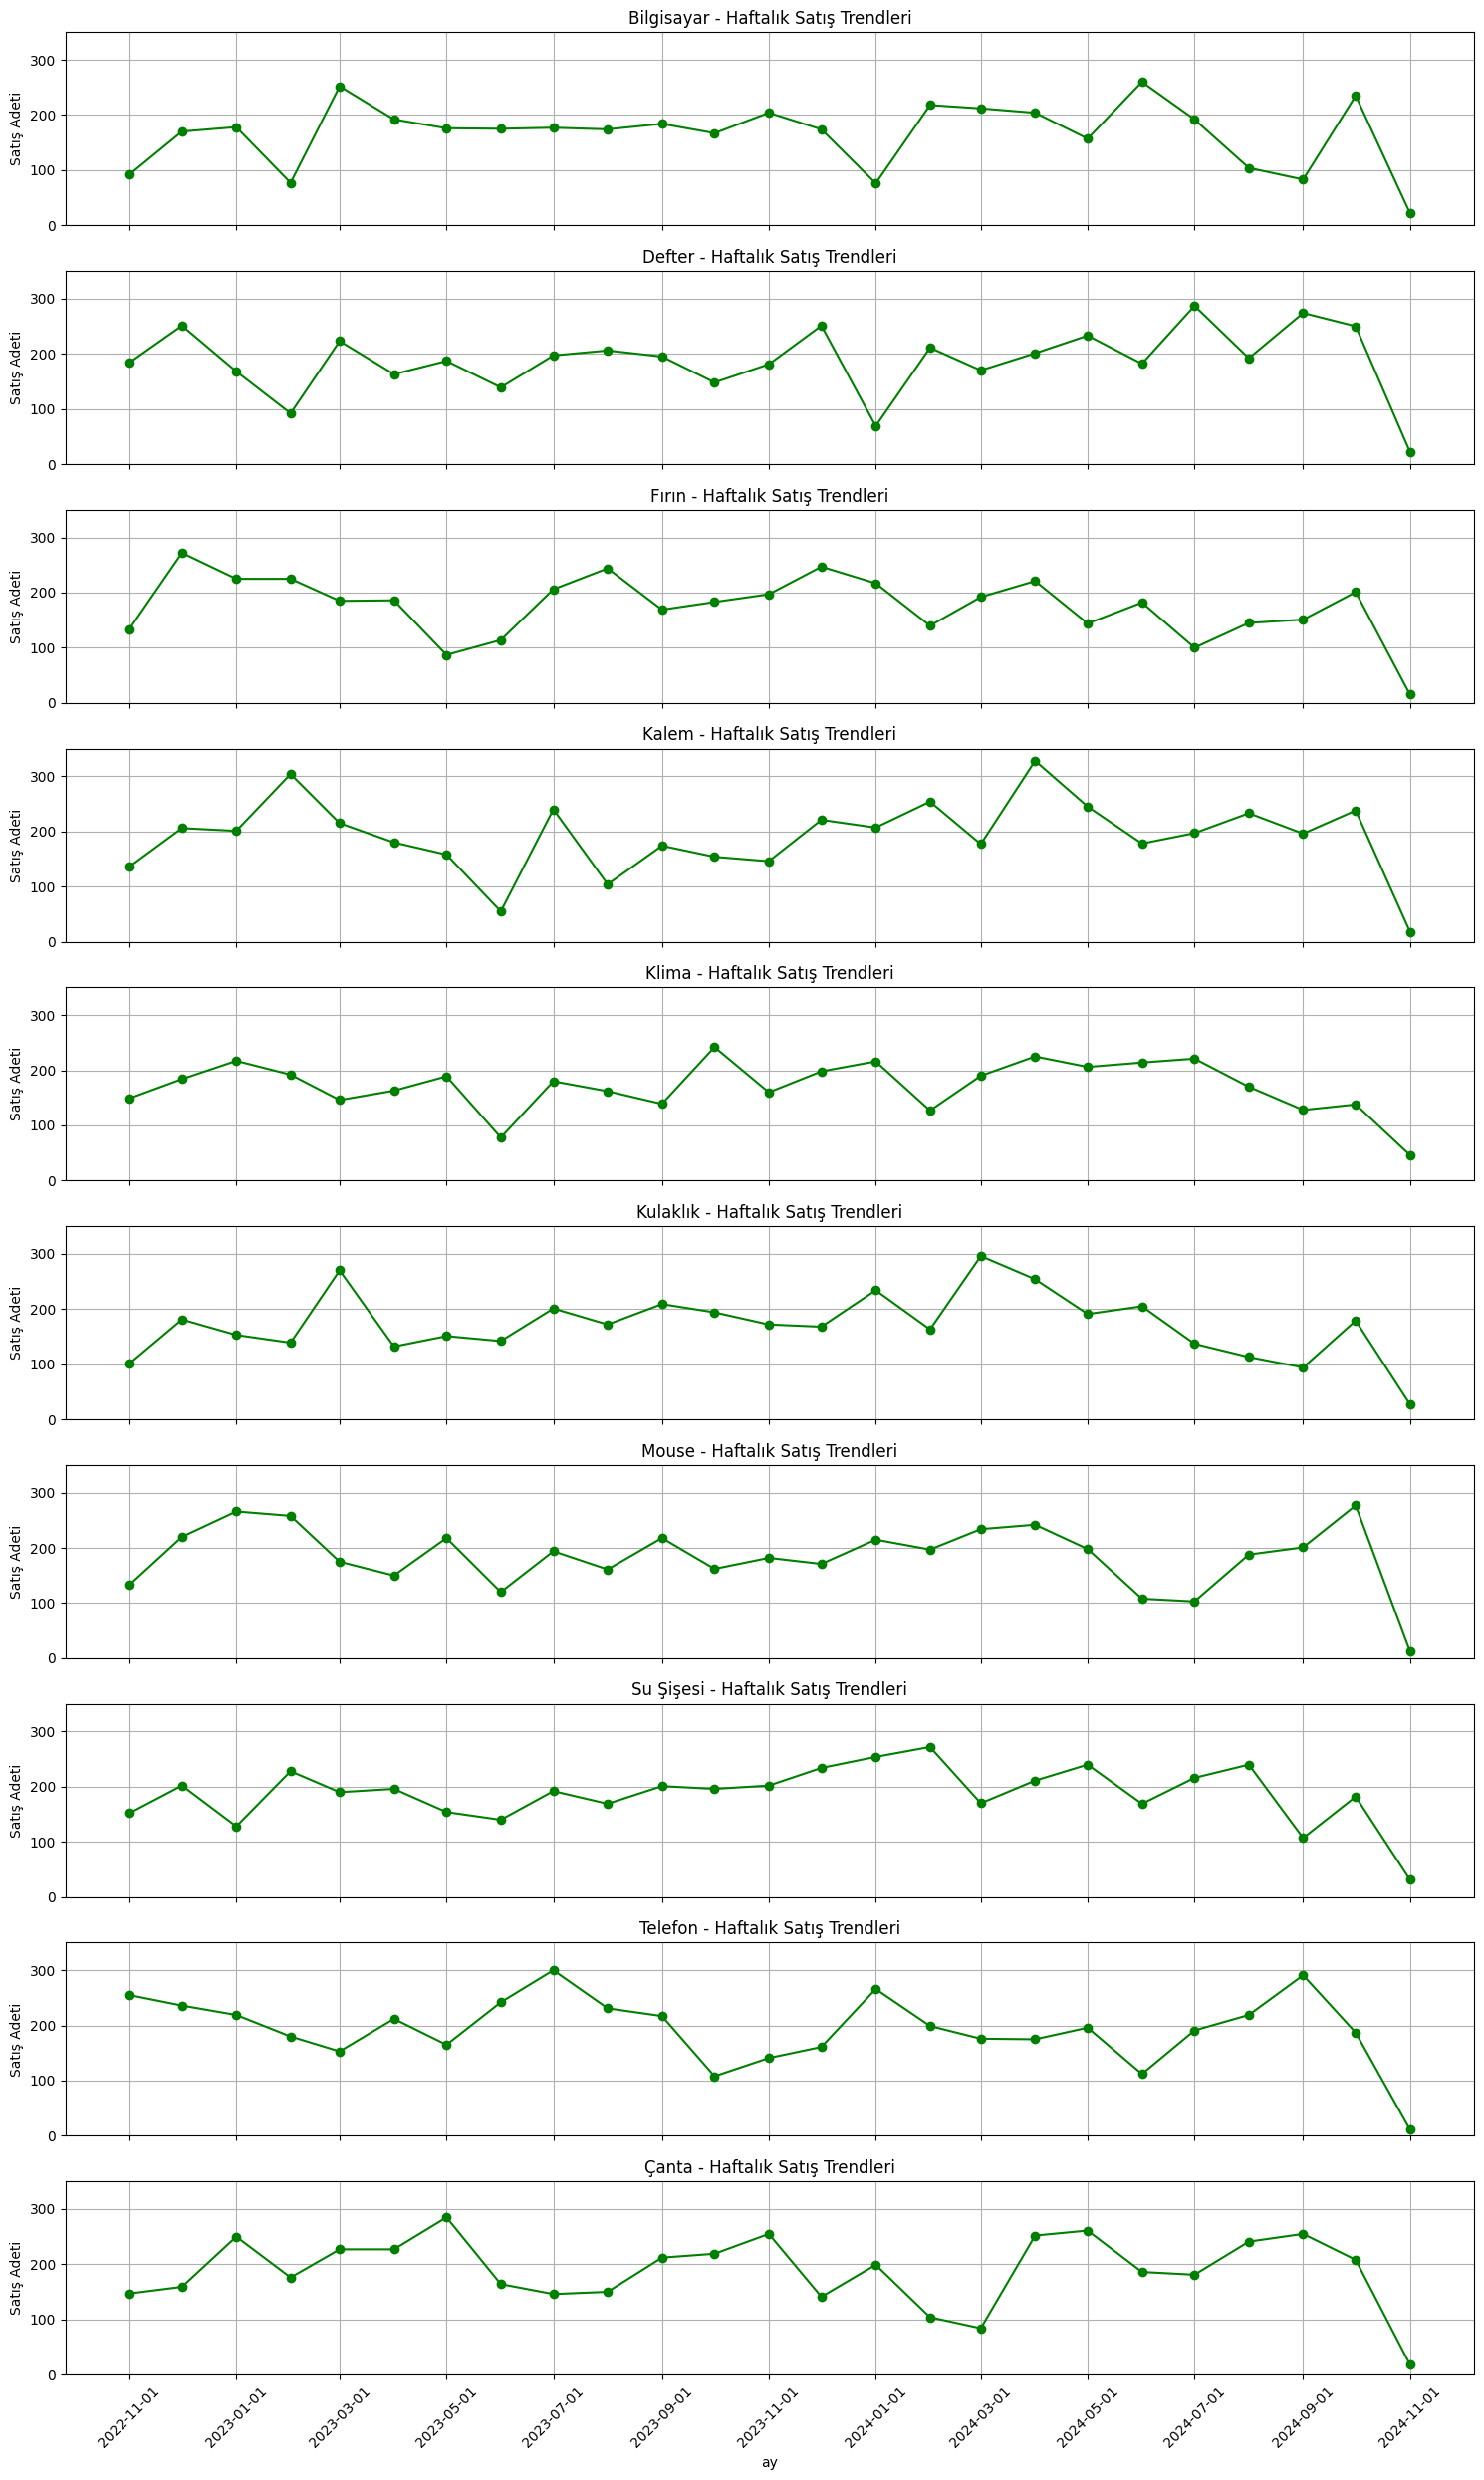 Bilgisayar - Haftalık Satış Trendleri
Satış Adeti
300
200
100
0
Defter - Haftalık Satış Trendleri
Satış Adeti
300
200
100
0
Fırın - Haftalık Satış Trendleri
Satış Adeti
300
200
100
0
Kalem - Haftalık Satış Trendleri
Satış Adeti
300
200
100
0
Klima - Haftalık Satış Trendleri
Satış Adeti
300
200
100
0
Kulaklık - Haftalık Satış Trendleri
Satış Adeti
300
200
100
0
Mouse - Haftalık Satış Trendleri
Satış Adeti
300
200
100
0
Su Şişesi - Haftalık Satış Trendleri
Satış Adeti
300
200
100
0
Telefon - Haftalık Satış Trendleri
Satış Adeti
300
200
100
0
Çanta - Haftalık Satış Trendleri
Satış Adeti
300
200
100
0
2022-11-01
2023-01-01
2023-03-01
2023-05-01
2023-07-01
2023-09-01
2023-11-01
2024-01-01
2024-03-01
2024-05-01
2024-07-01
2024-09-01
2024-11-01
ay